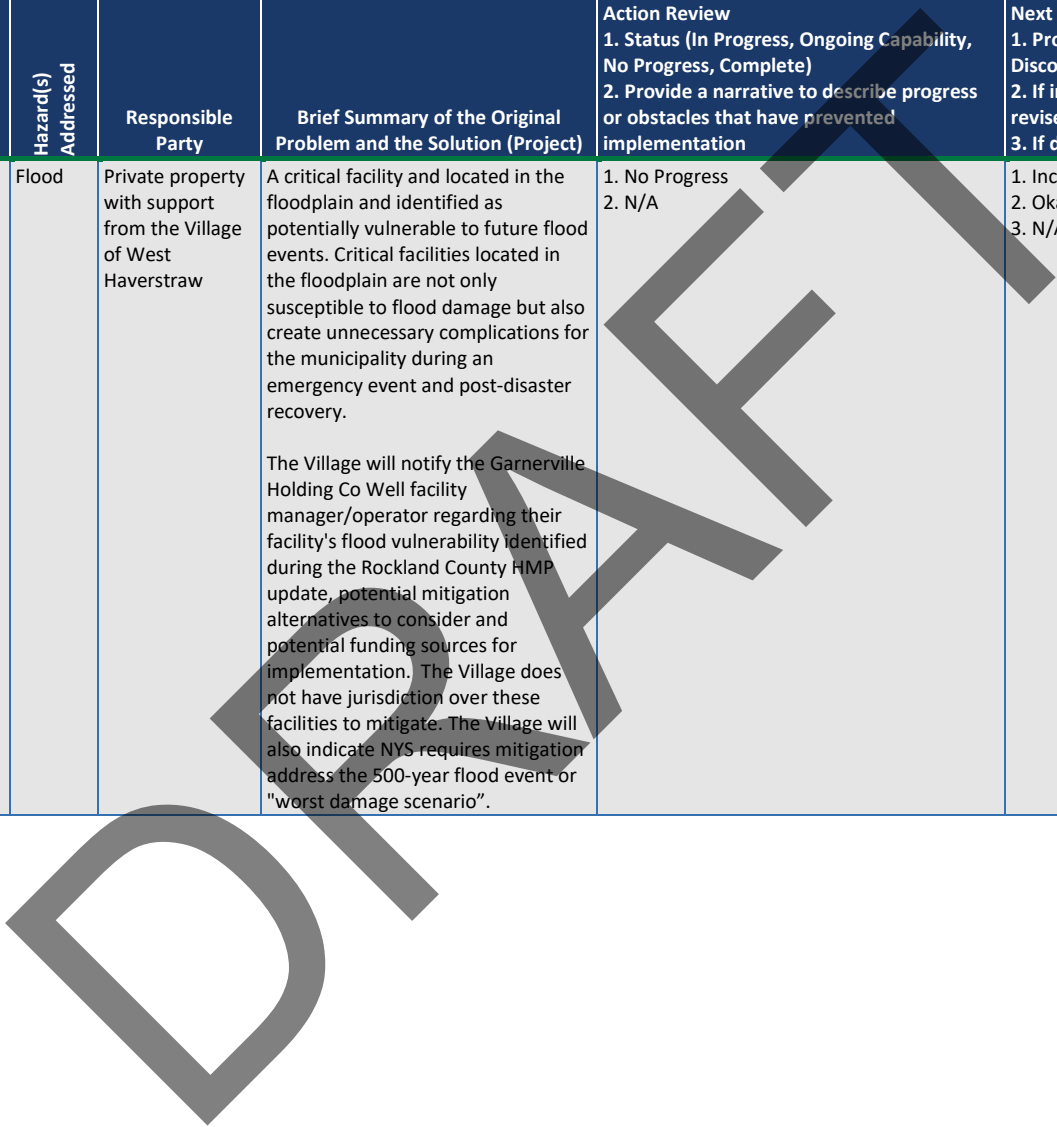 Hazard(s)
Addressed
Responsible
Party
Brief Summary of the Original
Problem and the Solution (Project)
Action Review
1. Status (In Progress, Ongoing Capability,
No Progress, Complete)
2. Provide a narrative to describe progress
or obstacles that have prevented
implementation
Next
1. Pro
Disco
2. If i
revise
3. If d
Flood
Private property
with support
from the Village
of West
Haverstraw
A critical facility and located in the
floodplain and identified as
potentially vulnerable to future flood
events. Critical facilities located in
the floodplain are not only
susceptible to flood damage but also
create unnecessary complications for
the municipality during an
emergency event and post-disaster
recovery.
The Village will notify the Garnerville
Holding Co Well facility
manager/operator regarding their
facility's flood vulnerability identified
during the Rockland County HMP
update, potential mitigation
alternatives to consider and
potential funding sources for
implementation.  The Village does
not have jurisdiction over these
facilities to mitigate. The Village will
also indicate NYS requires mitigation
address the 500-year flood event or
"worst damage scenario”.
1. No Progress
2. N/A
1. Inc
2. Oka
3. N/A
DRAFT